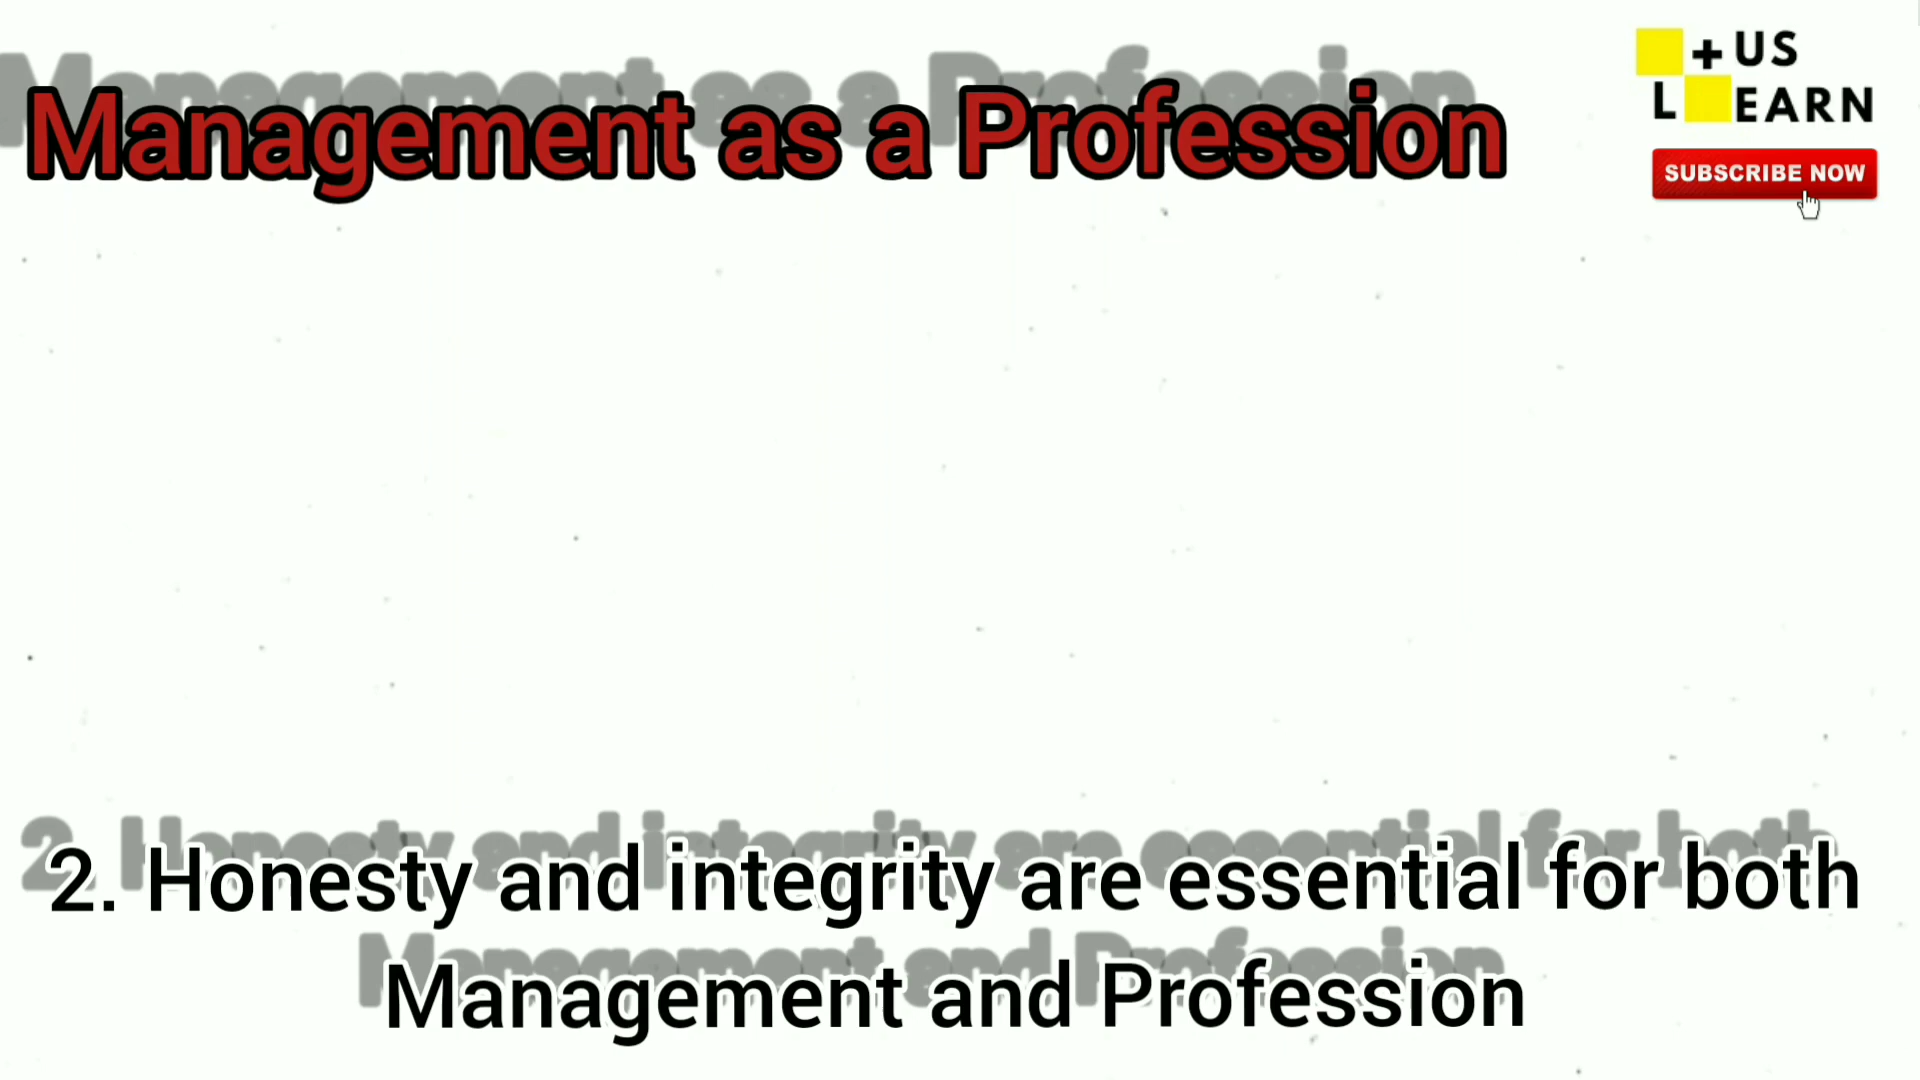 Management as a Profession
+US
LEARN
SUBSCRIBE NOW
2. Honesty and integrity are essential for both
Management and Profession